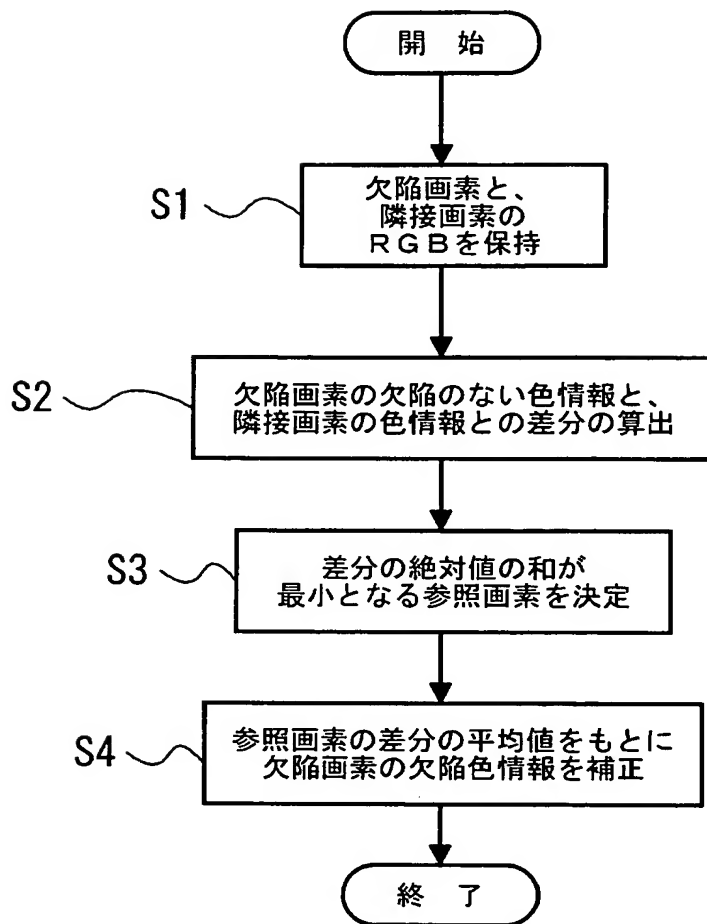 開 始
S1
欠陥画素と、
隣接画素の
RGBを保持
S2
欠陥画素の欠陥のない色情報と、
隣接画素の色情報との差分の算出
S3
差分の絶対値の和が
最小となる参照画素を決定
S4
参照画素の差分の平均値をもとに
欠陥画素の欠陥色情報を補正
終 了